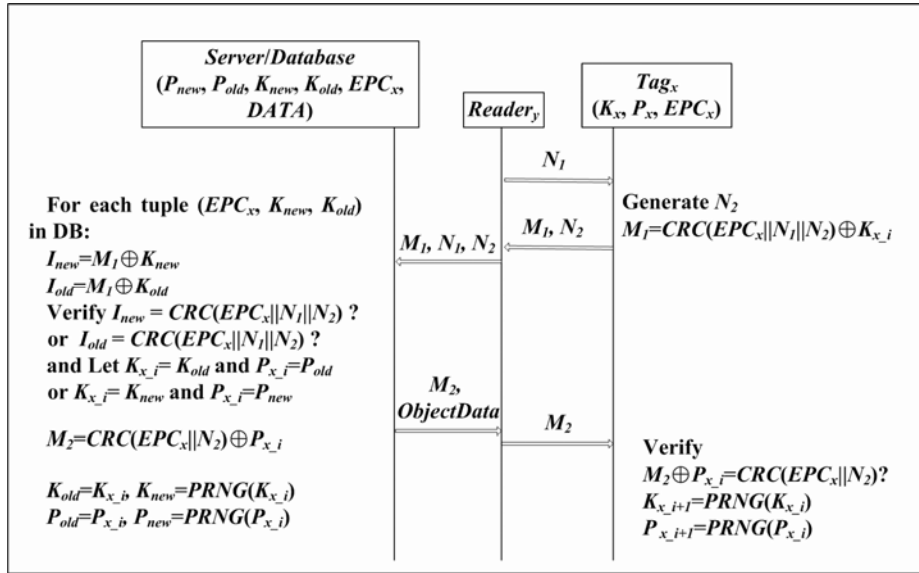 Server/Database
(P_new, P_old, K_new, K_old, EPC_x,
DATA)
Reader_y
Tag_x
(K_x, P_x, EPC_x)
N_1
For each tuple (EPC_x, K_new, K_old)
in DB:
I_new=M_1⊕K_new
I_old=M_1⊕K_old
Verify I_new = CRC(EPC_x||N_1||N_2) ?
or I_old = CRC(EPC_x||N_1||N_2) ?
and Let K_x_i= K_old and P_x_i=P_old
or K_x_i= K_new and P_x_i=P_new
M_2=CRC(EPC_x||N_2)⊕P_x_i
K_old=K_x_i, K_new=PRNG(K_x_i)
P_old=P_x_i, P_new=PRNG(P_x_i)
M_1, N_1, N_2
M_1, N_2
Generate N_2
M_1=CRC(EPC_x||N_1||N_2)⊕K_x_i
M_2,
ObjectData
M_2
Verify
M_2⊕P_x_i=CRC(EPC_x||N_2)?
K_x_i+1=PRNG(K_x_i)
P_x_i+1=PRNG(P_x_i)